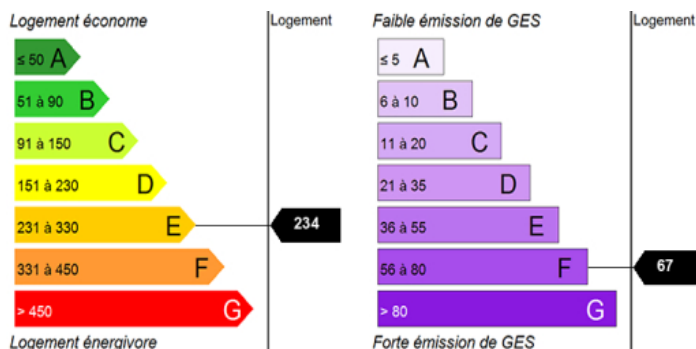 Logement économe
Logement
≤ 50 A
51 à 90 B
91 à 150 C
151 à 230 D
231 à 330 E
234
331 à 450 F
> 450 G
Logement énergivore
Faible émission de GES
Logement
≤ 5 A
6 à 10 B
11 à 20 C
21 à 35 D
36 à 55 E
56 à 80 F
67
> 80 G
Forte émission de GES